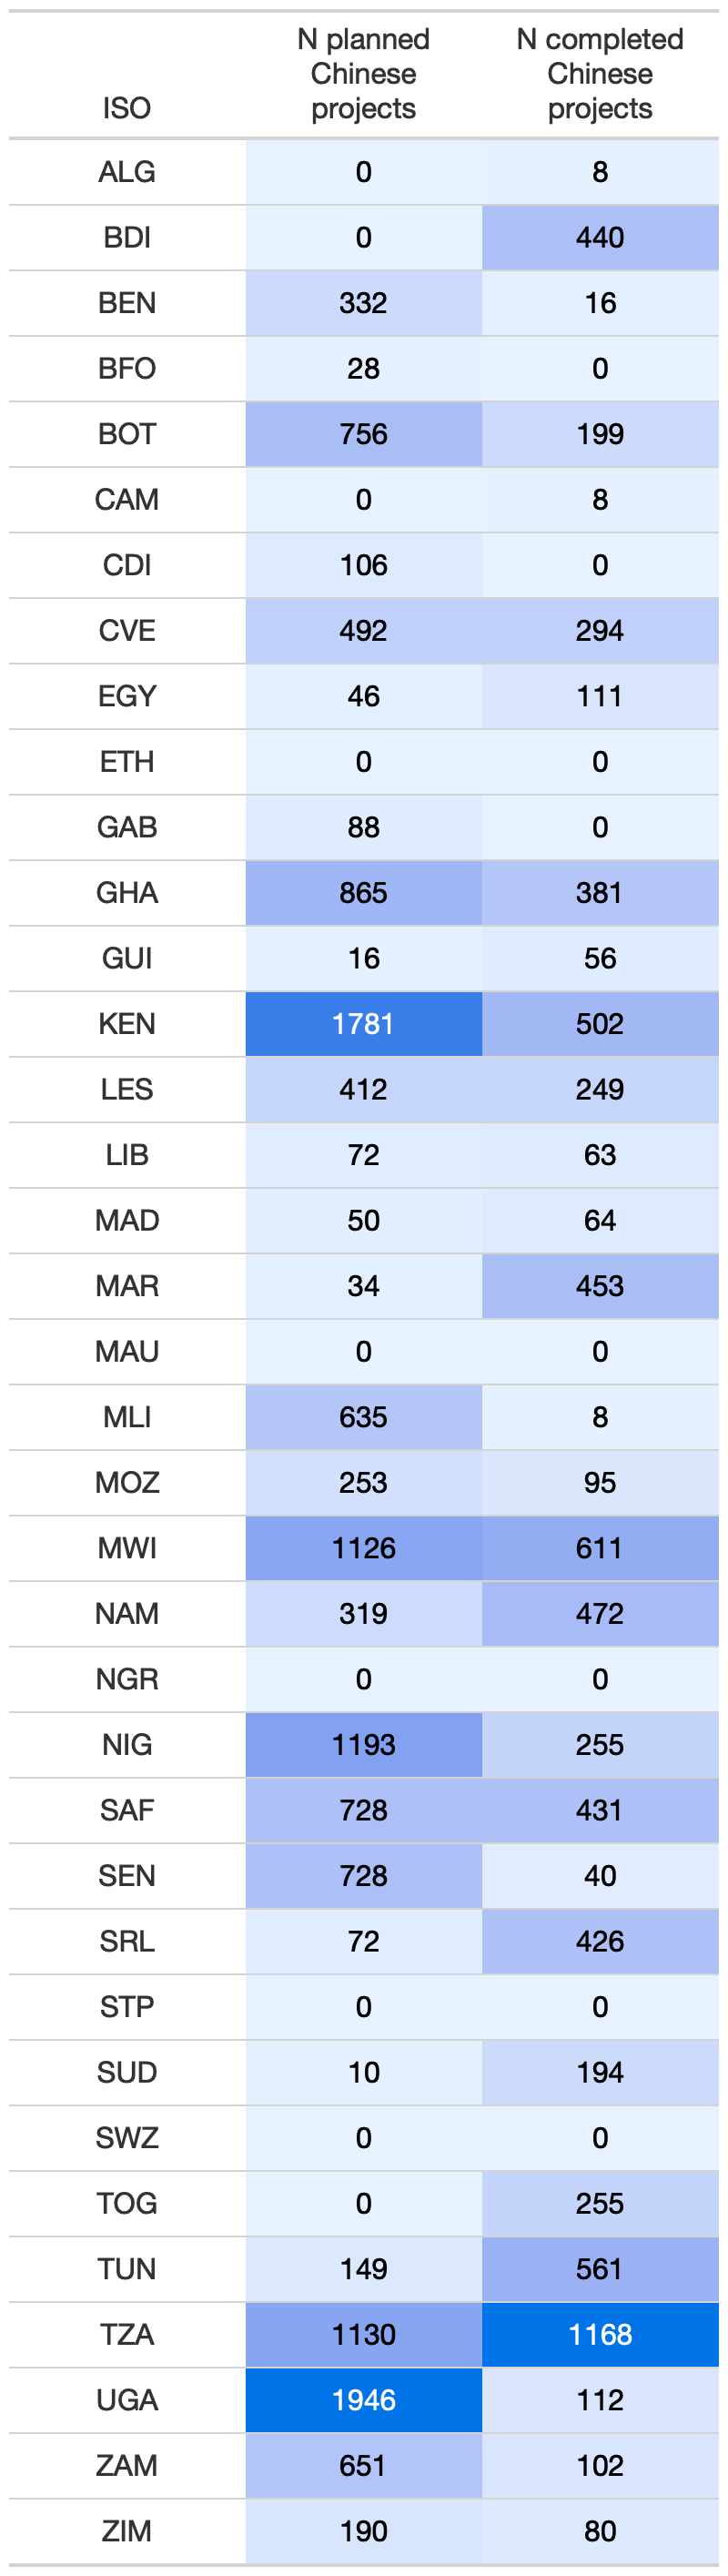 ISO N planned Chinese projects N completed Chinese projects
ALG 0 8
BDI 0 440
BEN 332 16
BFO 28 0
BOT 756 199
CAM 0 8
CDI 106 0
CVE 492 294
EGY 46 111
ETH 0 0
GAB 88 0
GHA 865 381
GUI 16 56
KEN 1781 502
LES 412 249
LIB 72 63
MAD 50 64
MAR 34 453
MAU 0 0
MLI 635 8
MOZ 253 95
MWI 1126 611
NAM 319 472
NGR 0 0
NIG 1193 255
SAF 728 431
SEN 728 40
SRL 72 426
STP 0 0
SUD 10 194
SWZ 0 0
TOG 0 255
TUN 149 561
TZA 1130 1168
UGA 1946 112
ZAM 651 102
ZIM 190 80